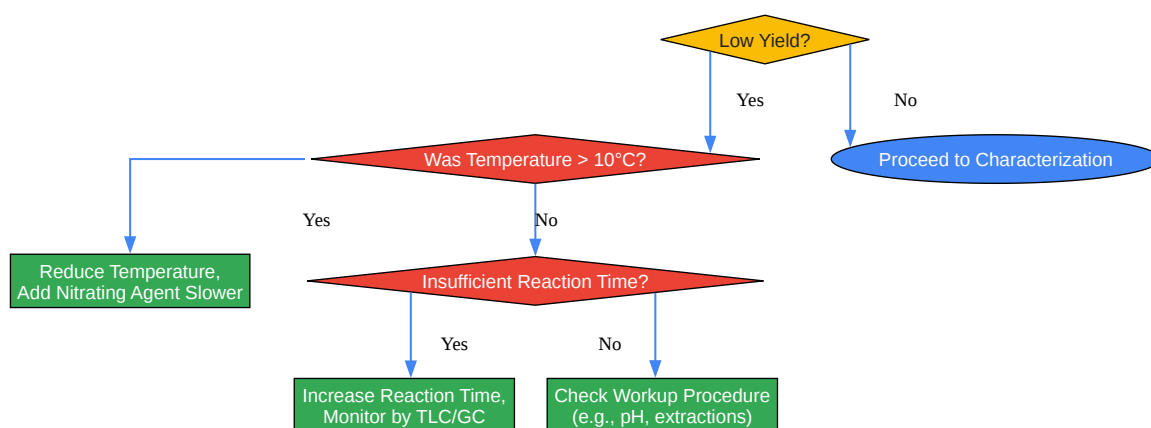 Low Yield?
Yes
No
Was Temperature > 10°C?
Proceed to Characterization
Yes
No
Reduce Temperature,
Add Nitrating Agent Slower
Insufficient Reaction Time?
Yes
No
Increase Reaction Time,
Monitor by TLC/GC
Check Workup Procedure
(e.g., pH, extractions)